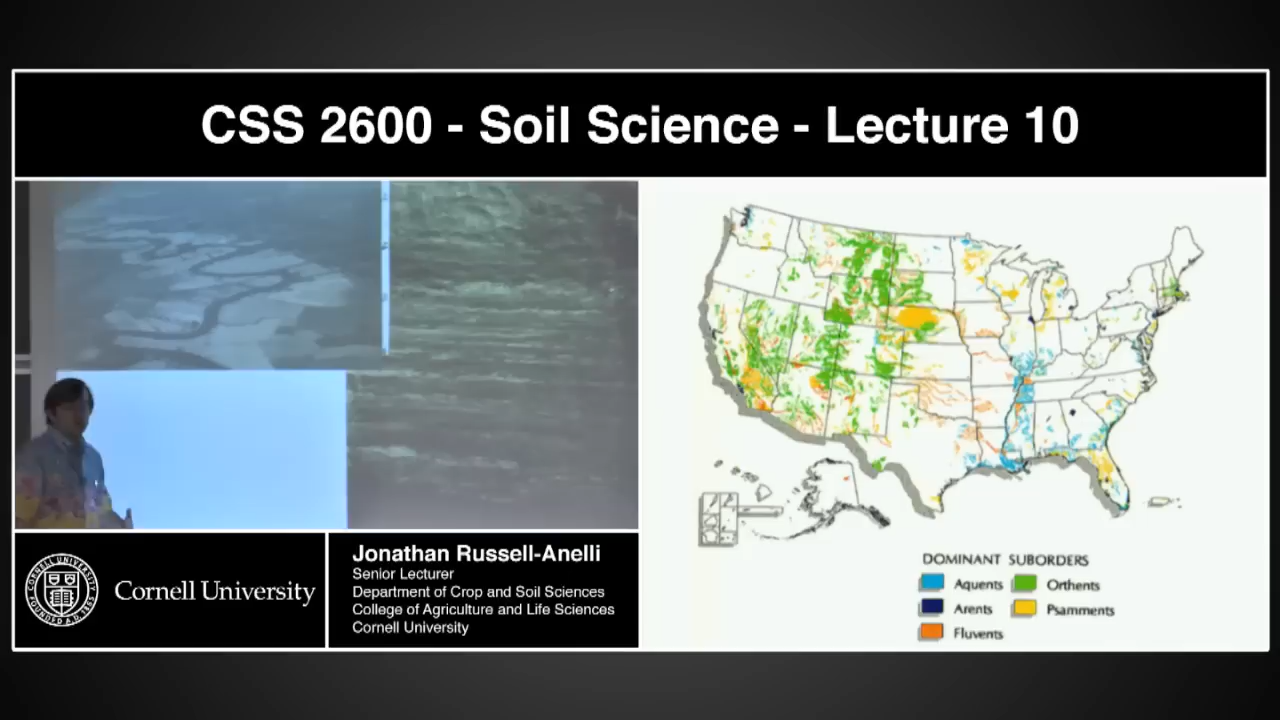 CSS 2600 - Soil Science - Lecture 10
Cornell University
Jonathan Russell-Anelli
Senior Lecturer
Department of Crop and Soil Sciences
College of Agriculture and Life Sciences
Cornell University
DOMINANT SUBORDERS
Aquents
Orthents
Arents
Psamments
Fluvents